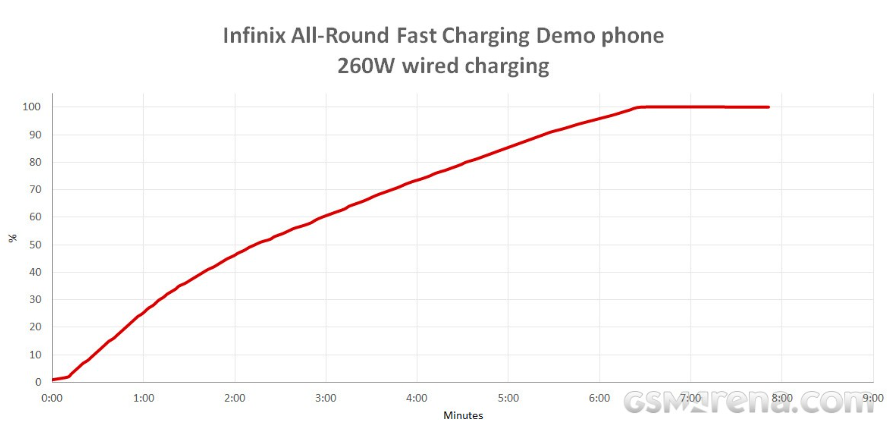 Infinix All-Round Fast Charging Demo phone
260W wired charging
100
90
80
70
60
50
40
30
20
10
0
%
0:00 1:00 2:00 3:00 4:00 5:00 6:00 7:00 8:00 9:00
Minutes
GSMarena.com